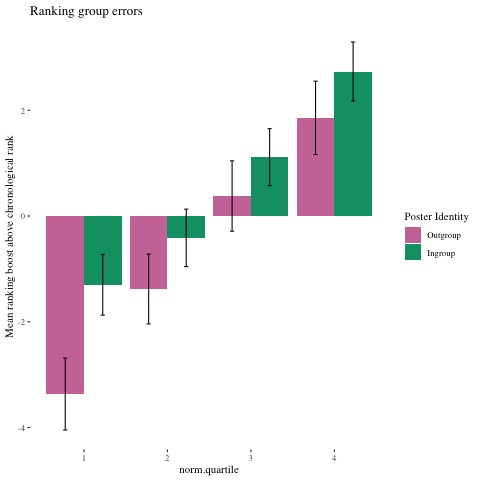 Ranking group errors
Mean ranking boost above chronological rank
2
0
-2
-4
1
2
3
4
norm.quartile
Poster Identity
Outgroup
Ingroup